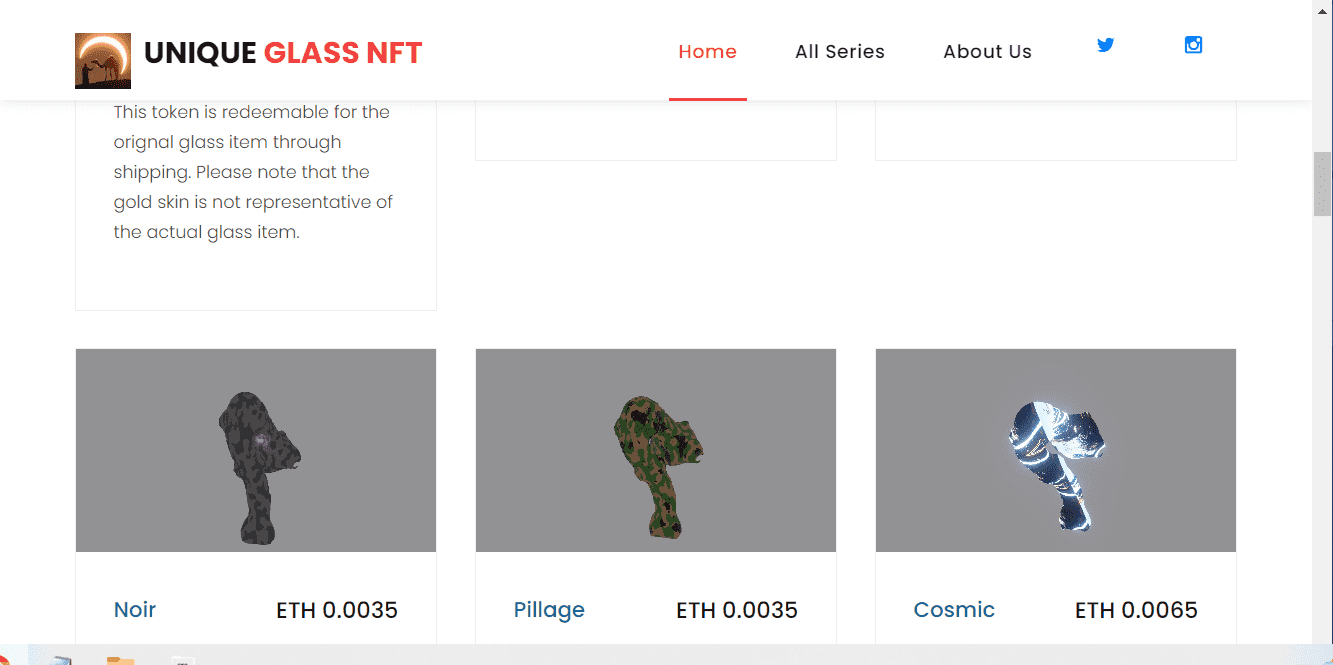 UNIQUE GLASS NFT
Home
All Series
About Us
This token is redeemable for the
orignal glass item through
shipping. Please note that the
gold skin is not representative of
the actual glass item.
Noir
ETH 0.0035
Pillage
ETH 0.0035
Cosmic
ETH 0.0065